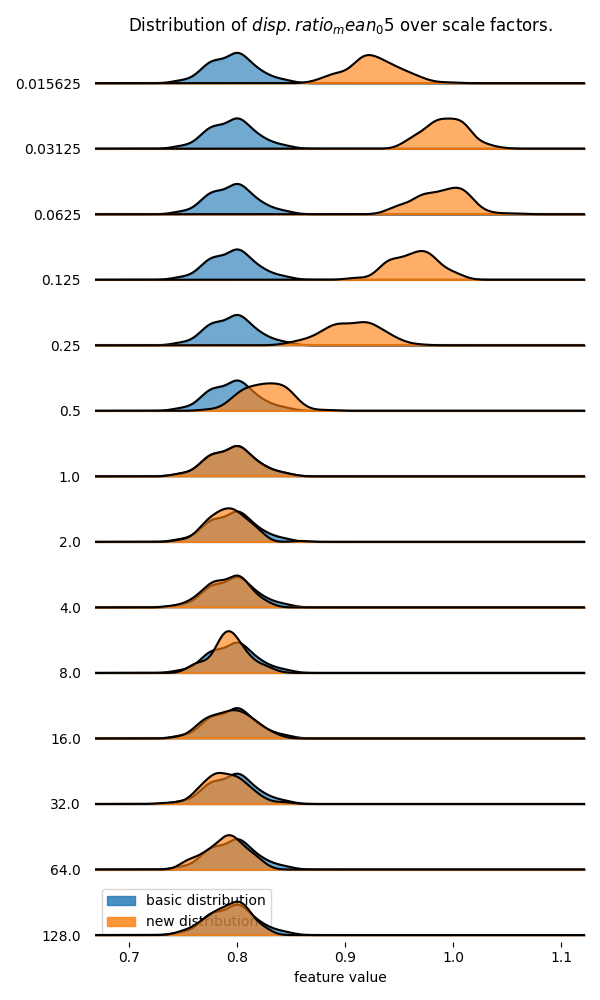 Distribution of disp.ratio_mean_05 over scale factors.
0.015625
0.03125
0.0625
0.125
0.25
0.5
1.0
2.0
4.0
8.0
16.0
32.0
64.0
basic distribution
new distribution
128.0
0.7 0.8 0.9 1.0 1.1
feature value